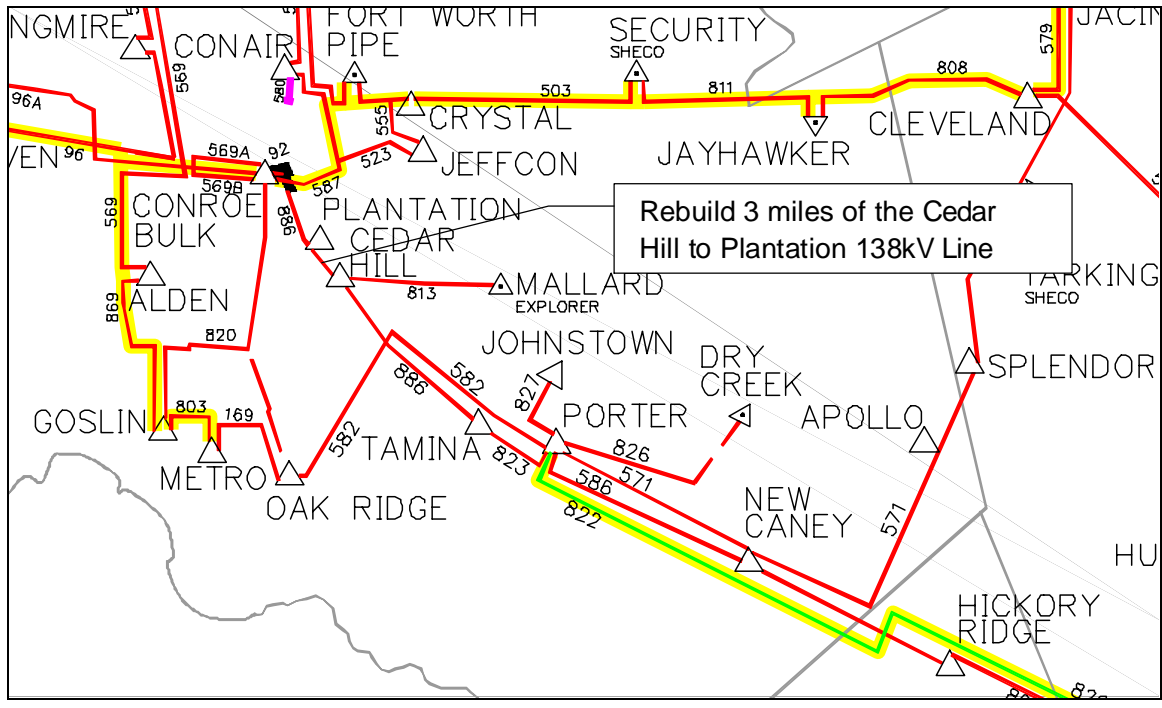 FORT WORTH
PIPE
SECURITY
SHECO
NGMIRE
CONAIR
569
580
579
96A
503
811
808
CRYSTAL
555
CLEVELAND
JAYHAWKER
JEFFCON
523
VEN
96
569A
92
569B
587
CONROE
BULK
569
886
PLANTATION
CEDAR
HILL
Rebuild 3 miles of the Cedar
Hill to Plantation 138kV Line
TARKING
SHECO
ALDEN
869
813
MALLARD
EXPLORER
820
JOHNSTOWN
DRY
CREEK
SPLENDOR
886
582
827
GOSLIN
803
169
582
TAMINA
PORTER
826
APOLLO
METRO
OAK RIDGE
823
586
571
822
NEW
CANEY
571
HU
HICKORY
RIDGE